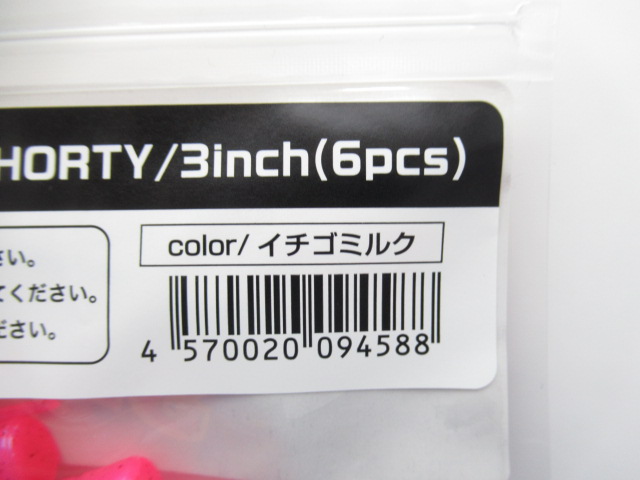 HORTY/3inch(6pcs)
さい。
てください。
ださい。
color/イチゴミルク
4 570020 094588